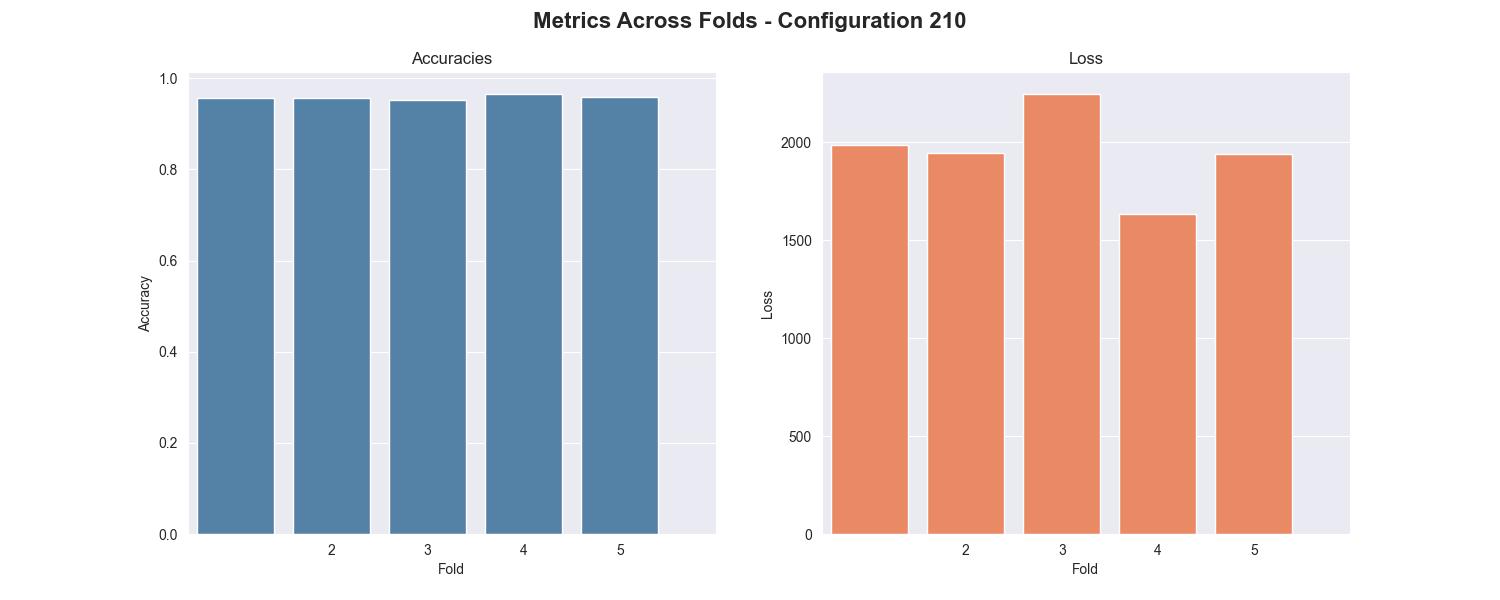 Metrics Across Folds - Configuration 210
Accuracies
1.0
0.8
0.6
0.4
0.2
0.0
Accuracy
2 3 4 5
Fold
Loss
2000
1500
1000
500
0
Loss
2 3 4 5
Fold